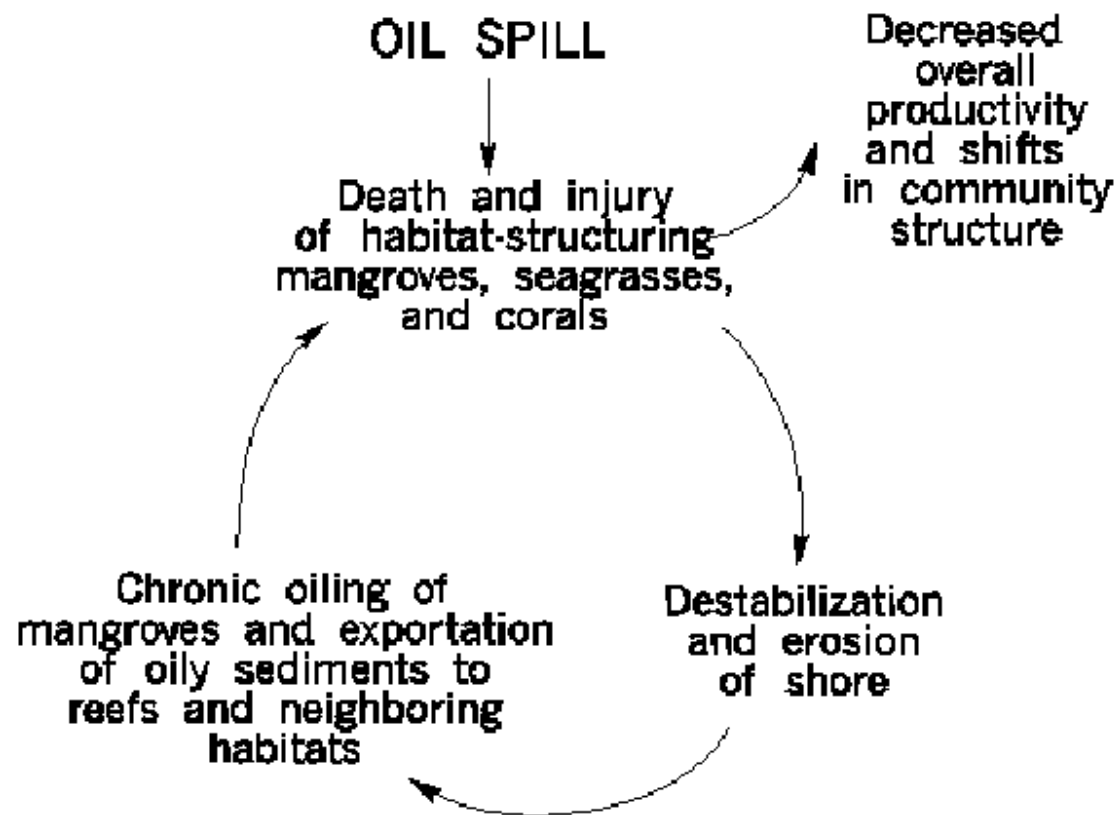 OIL SPILL
Decreased
overall
productivity
and shifts
in community
structure
Death and injury
of habitat-structuring
mangroves, seagrasses,
and corals
Destabilization
and erosion
of shore
Chronic oiling of
mangroves and exportation
of oily sediments to
reefs and neighboring
habitats